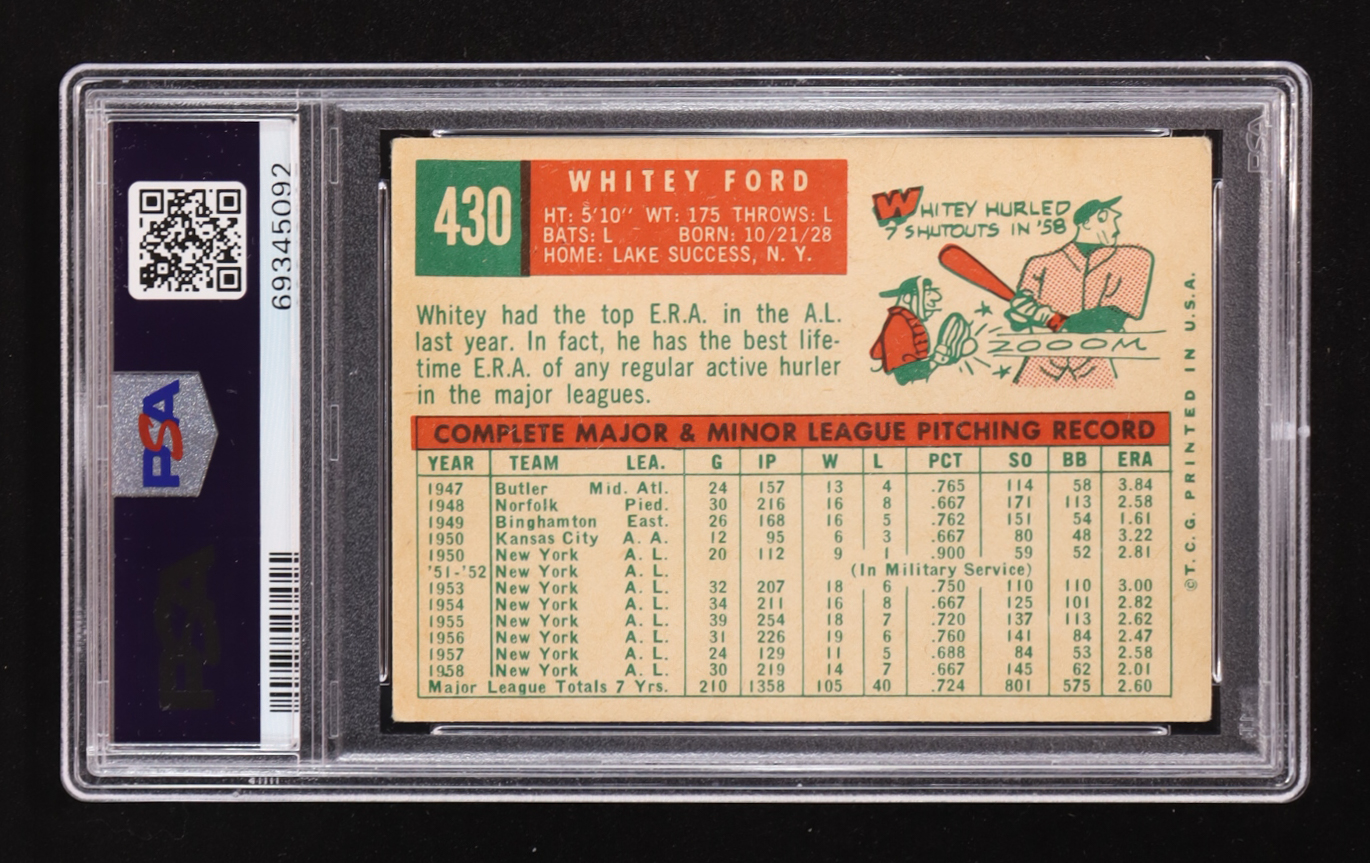 69345092
PSA
PSA
PSA
430
WHITEY FORD
HT: 5'10" WT: 175 THROWS: L
BATS: L BORN: 10/21/28
HOME: LAKE SUCCESS, N. Y.
WHITEY HURLED
7 SHUTOUTS IN '58
ZOOOM
Whitey had the top E.R.A. in the A.L.
last year. In fact, he has the best life-
time E.R.A. of any regular active hurler
in the major leagues.
COMPLETE MAJOR & MINOR LEAGUE PITCHING RECORD
YEAR TEAM LEA. G IP W L PCT SO BB ERA
1947 Butler Mid. Atl. 24 157 13 4 .765 114 58 3.84
1948 Norfolk Pied. 30 216 16 8 .667 171 113 2.58
1949 Binghamton East. 26 168 16 5 .762 151 54 1.61
1950 Kansas City A. A. 12 95 6 3 .667 80 48 3.22
1950 New York A. L. 20 112 9 1 .900 59 52 2.81
'51-'52 New York A. L. (In Military Service)
1953 New York A. L. 32 207 18 6 .750 110 110 3.00
1954 New York A. L. 34 211 16 8 .667 125 101 2.82
1955 New York A. L. 39 254 18 7 .720 137 113 2.62
1956 New York A. L. 31 226 19 6 .760 141 84 2.47
1957 New York A. L. 24 129 11 5 .688 84 53 2.58
1958 New York A. L. 30 219 14 7 .667 145 62 2.01
Major League Totals 7 Yrs. 210 1358 105 40 .724 801 575 2.60
©T. C. G. PRINTED IN U.S.A.